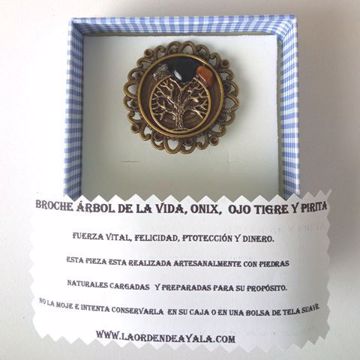 BROCHE ÁRBOL DE LA VIDA, ONIX, OJO TIGRE Y PIRITA
FUERZA VITAL, FELICIDAD, PTOTECCIÓN Y DINERO.
ESTA PIEZA ESTA REALIZADA ARTESANALMENTE CON PIEDRAS
NATURALES CARGADAS Y PREPARADAS PARA SU PROPÓSITO.
NO LA MOJE E INTENTA CONSERVARLA EN SU CAJA O EN UNA BOLSA DE TELA SUAVE.
WWW.LAORDENDEAYALA.COM